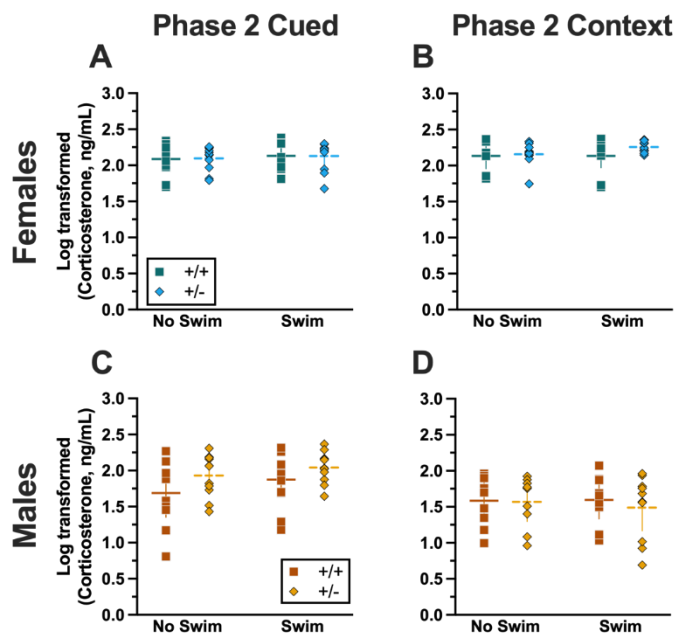 Phase 2 Cued
Phase 2 Context
A
B
Females
Log transformed
(Corticosterone, ng/mL)
3.0
2.5
2.0
1.5
1.0
0.5
0.0
+/+
+/-
No Swim
Swim
3.0
2.5
2.0
1.5
1.0
0.5
0.0
No Swim
Swim
C
D
Males
Log transformed
(Corticosterone, ng/mL)
3.0
2.5
2.0
1.5
1.0
0.5
0.0
+/+
+/-
No Swim
Swim
3.0
2.5
2.0
1.5
1.0
0.5
0.0
No Swim
Swim